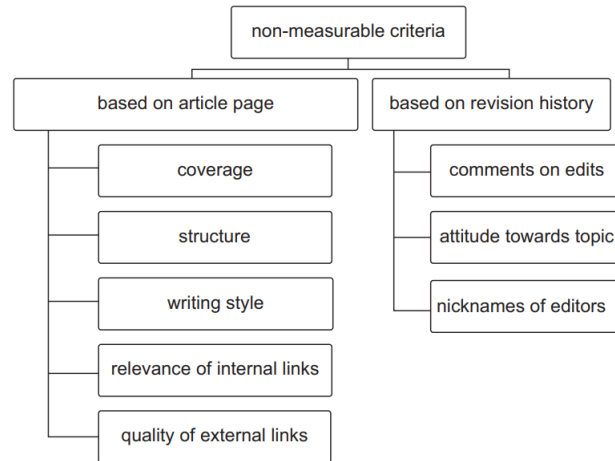 non-measurable criteria
based on article page
based on revision history
coverage
structure
writing style
relevance of internal links
quality of external links
comments on edits
attitude towards topic
nicknames of editors